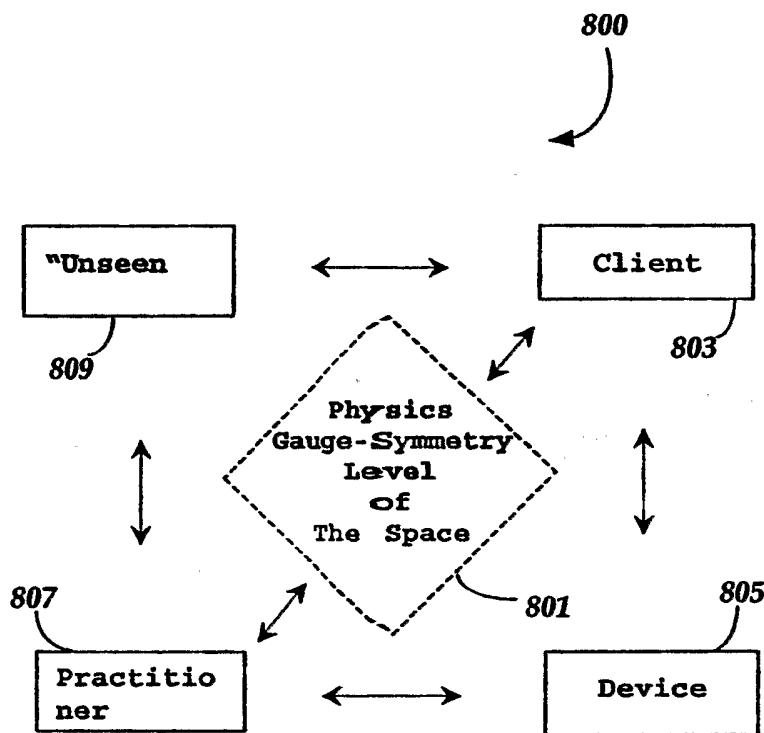 800
"Unseen
Client
809
803
Physics
Gauge-Symmetry
Level
of
The Space
807
801
805
Practitio
ner
Device